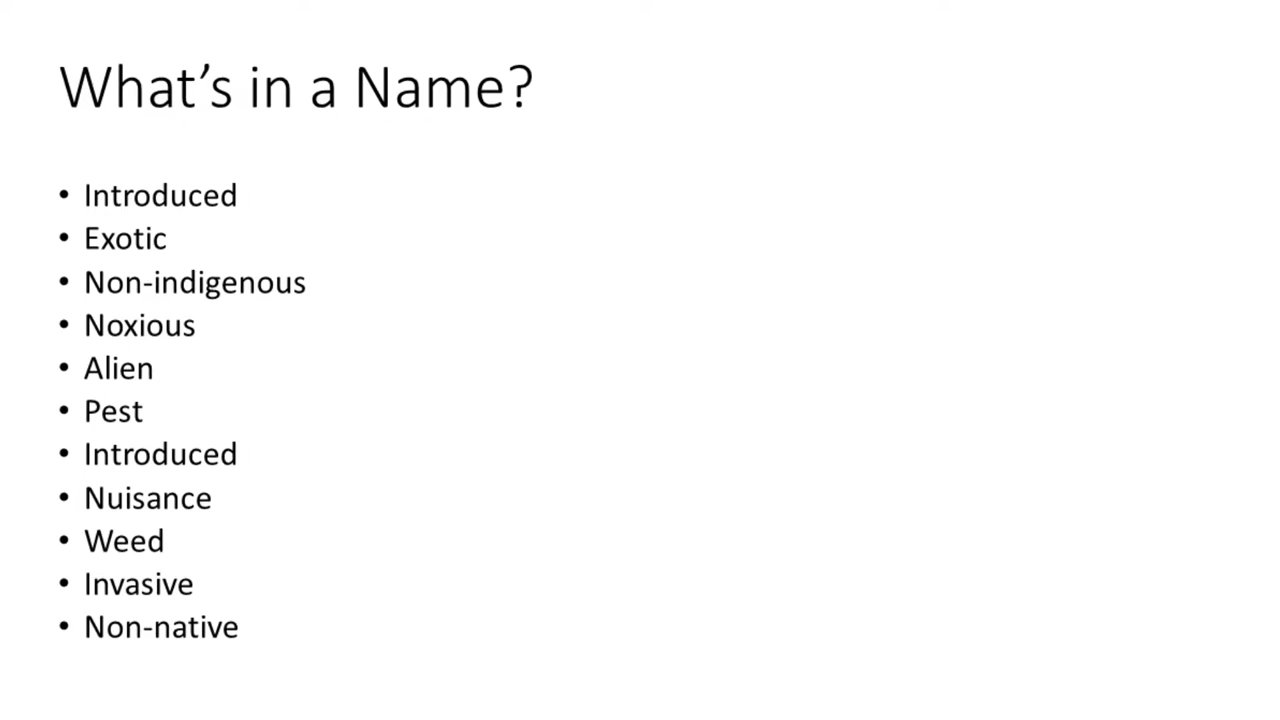 What’s in a Name?
• Introduced
• Exotic
• Non-indigenous
• Noxious
• Alien
• Pest
• Introduced
• Nuisance
• Weed
• Invasive
• Non-native